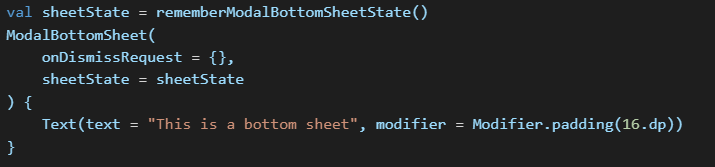 val sheetState = rememberModalBottomSheetState()
ModalBottomSheet(
    onDismissRequest = {},
    sheetState = sheetState
) {
    Text(text = "This is a bottom sheet", modifier = Modifier.padding(16.dp))
}